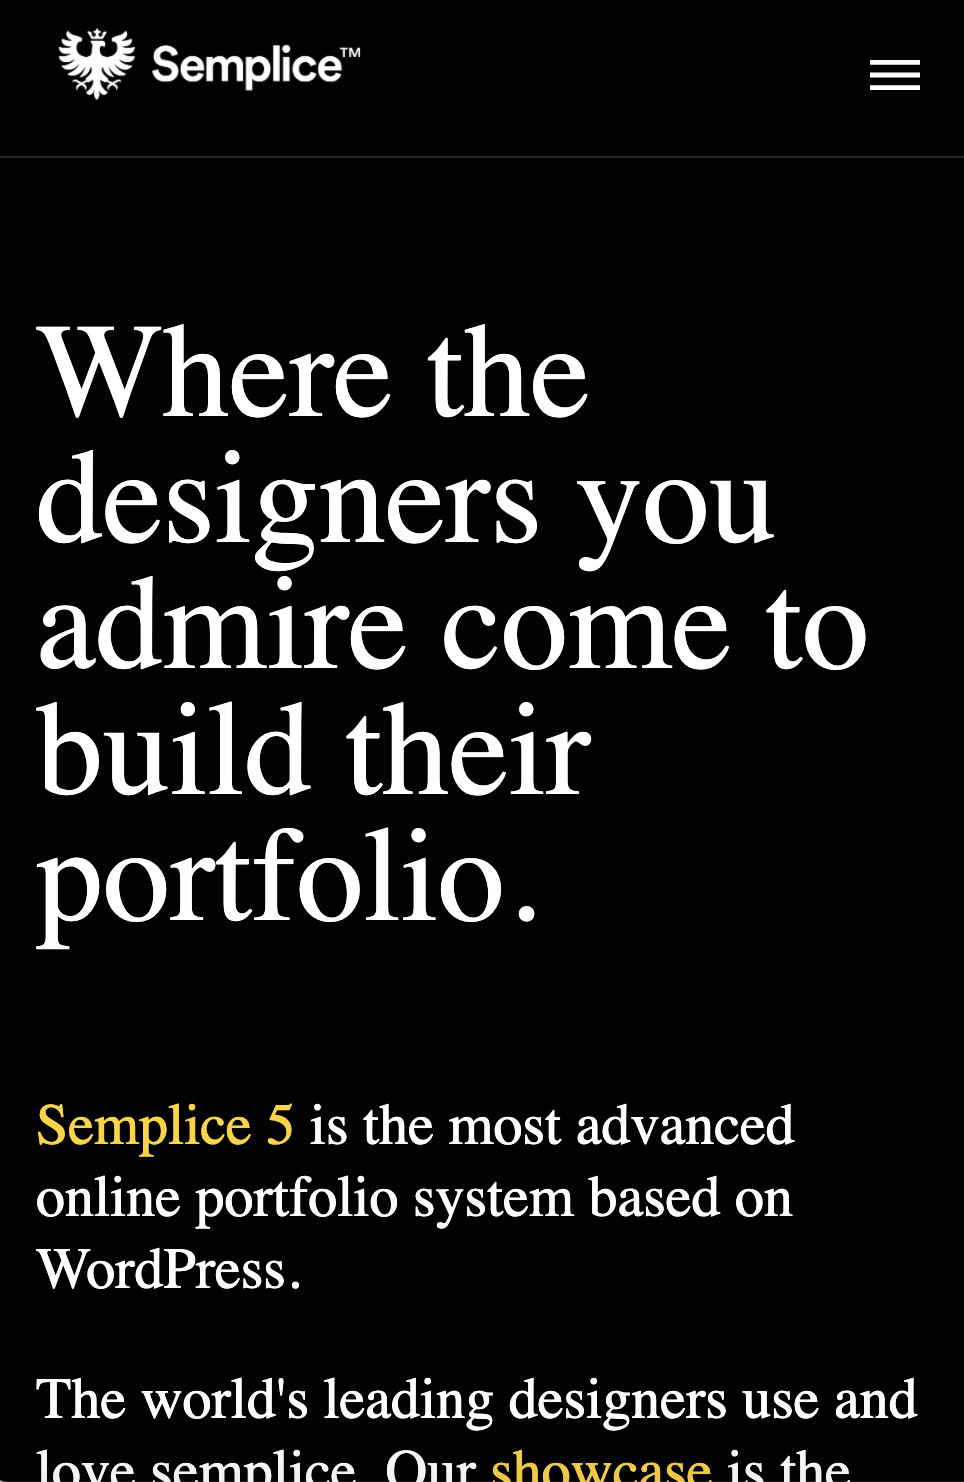 Semplice™
Where the
designers you
admire come to
build their
portfolio.
Semplice 5 is the most advanced
online portfolio system based on
WordPress.
The world's leading designers use and
love semplice. Our showcase is the